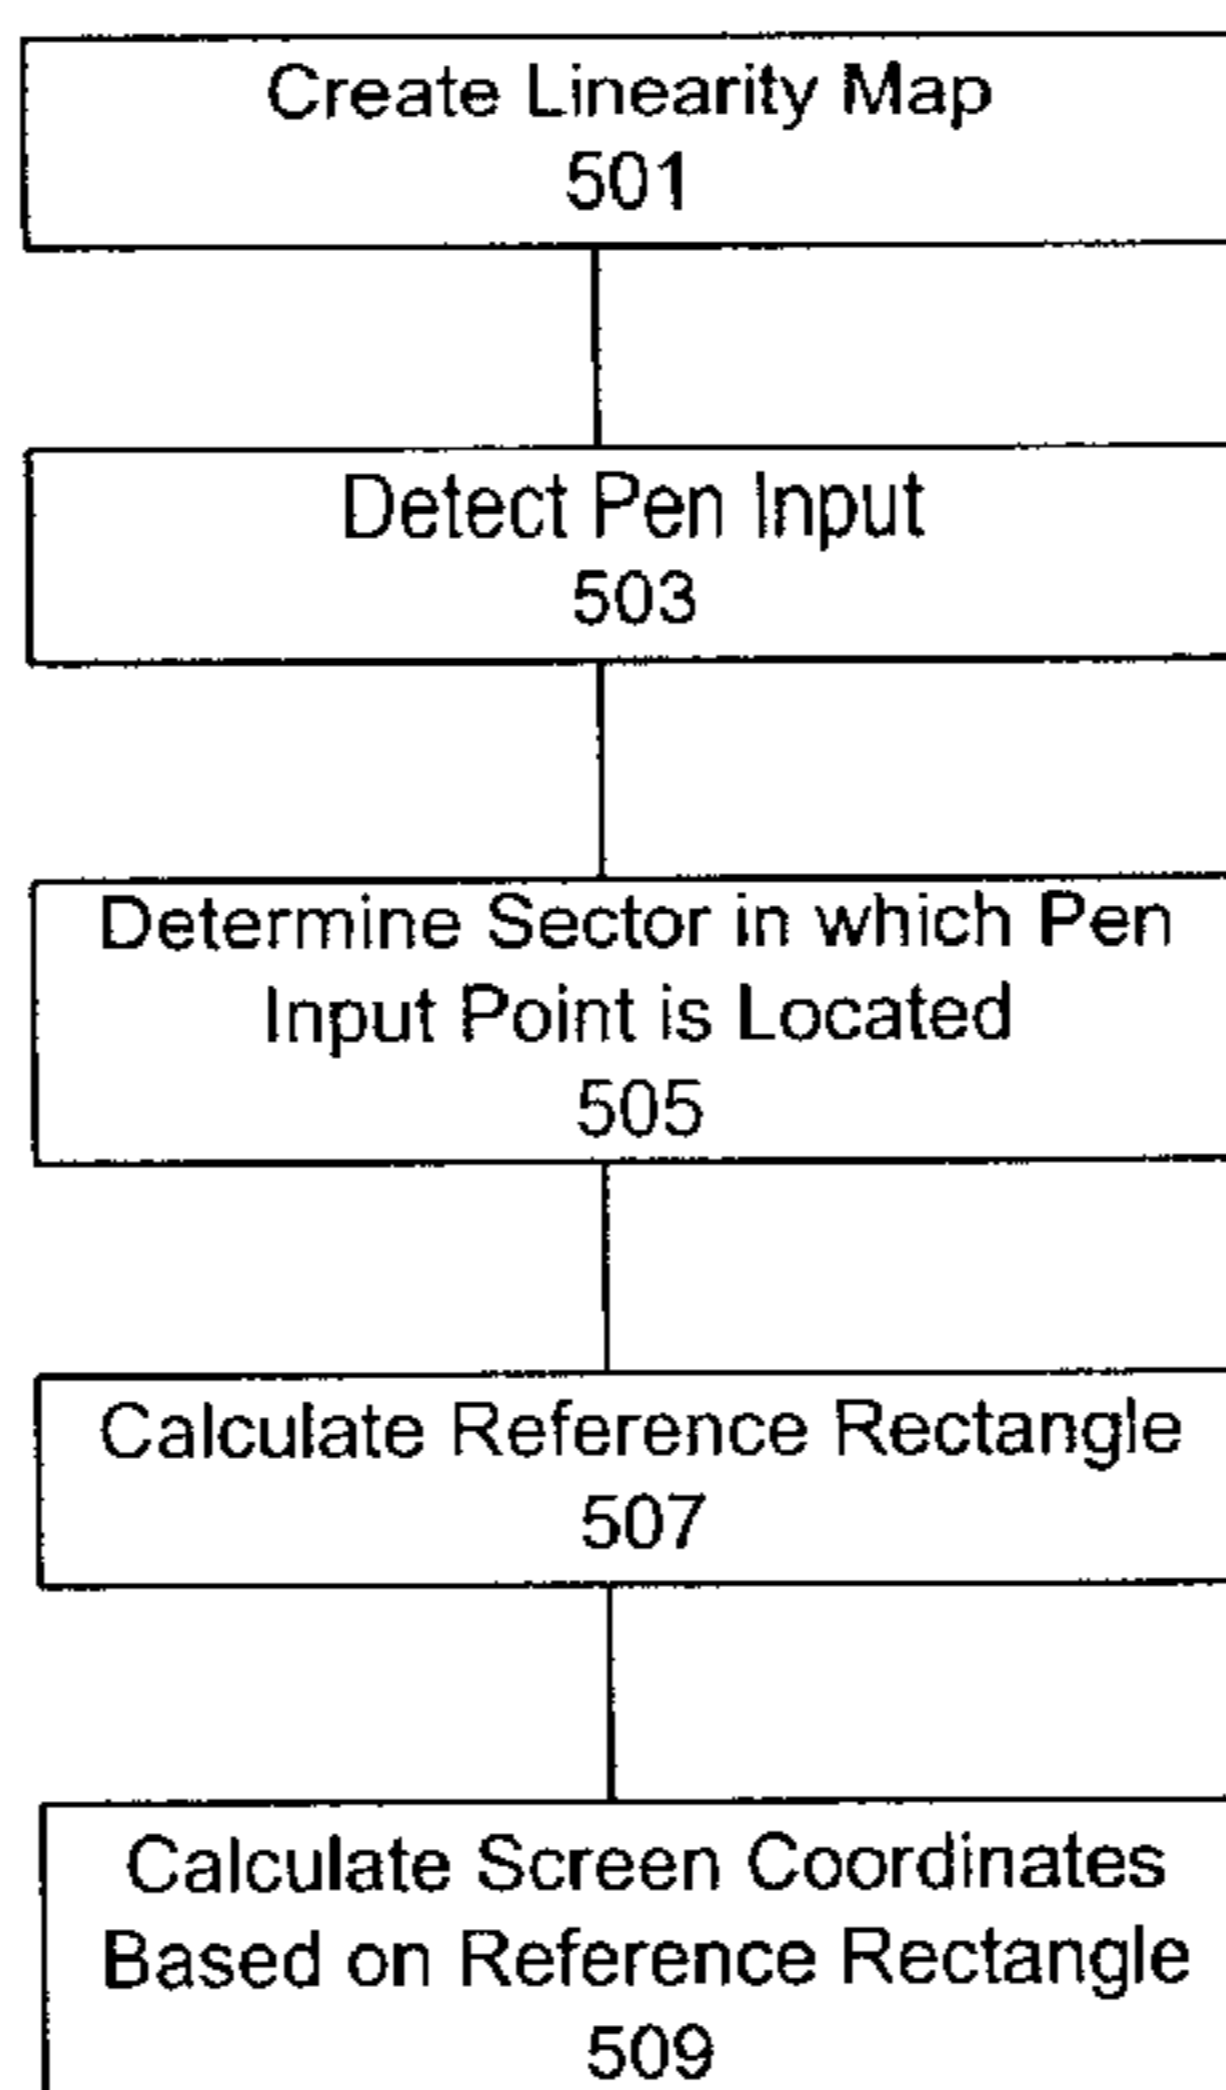 Create Linearity Map
501
Detect Pen Input
503
Determine Sector in which Pen
Input Point is Located
505
Calculate Reference Rectangle
507
Calculate Screen Coordinates
Based on Reference Rectangle
509